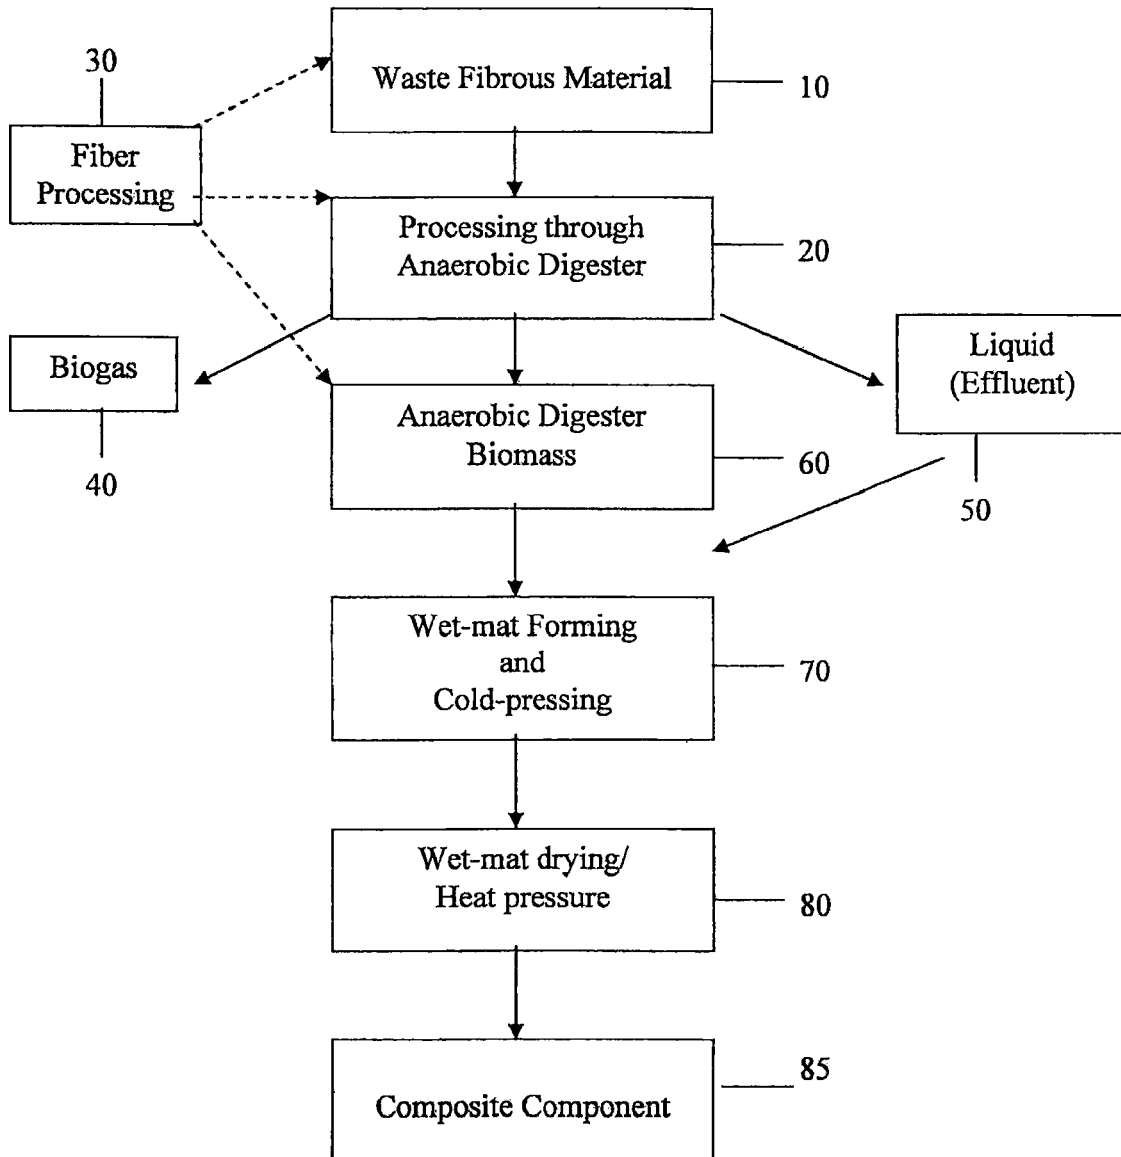 30
Waste Fibrous Material
10
Fiber
Processing
Processing through
Anaerobic Digester
20
Biogas
40
Liquid
(Effluent)
50
Anaerobic Digester
Biomass
60
Wet-mat Forming
and
Cold-pressing
70
Wet-mat drying/
Heat pressure
80
85
Composite Component